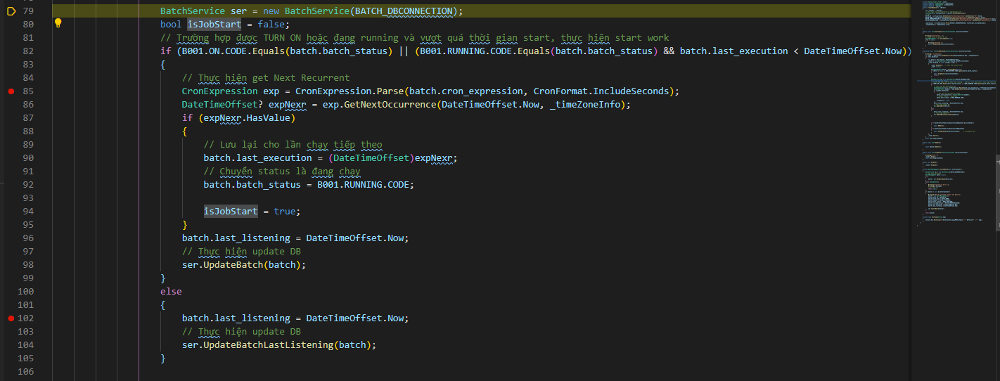 79 BatchService ser = new BatchService(BATCH_DBCONNECTION);
80 bool isJobStart = false;
81 // Trường hợp được TURN ON hoặc đang running và vượt quá thời gian start, thực hiện start work
82 if (B001.ON.CODE.Equals(batch.batch_status) || (B001.RUNNING.CODE.Equals(batch.batch_status) && batch.last_execution < DateTimeOffset.Now))
83 {
84 // Thực hiện get Next Recurrent
85 CronExpression exp = CronExpression.Parse(batch.cron_expression, CronFormat.IncludeSeconds);
86 DateTimeOffset? expNexr = exp.GetNextOccurrence(DateTimeOffset.Now, _timeZoneInfo);
87 if (expNexr.HasValue)
88 {
89 // Lưu lại cho lần chạy tiếp theo
90 batch.last_execution = (DateTimeOffset)expNexr;
91 // Chuyển status là đang chạy
92 batch.batch_status = B001.RUNNING.CODE;
93
94 isJobStart = true;
95 }
96 batch.last_listening = DateTimeOffset.Now;
97 // Thực hiện update DB
98 ser.UpdateBatch(batch);
99 }
100 else
101 {
102 batch.last_listening = DateTimeOffset.Now;
103 // Thực hiện update DB
104 ser.UpdateBatchLastListening(batch);
105 }
106